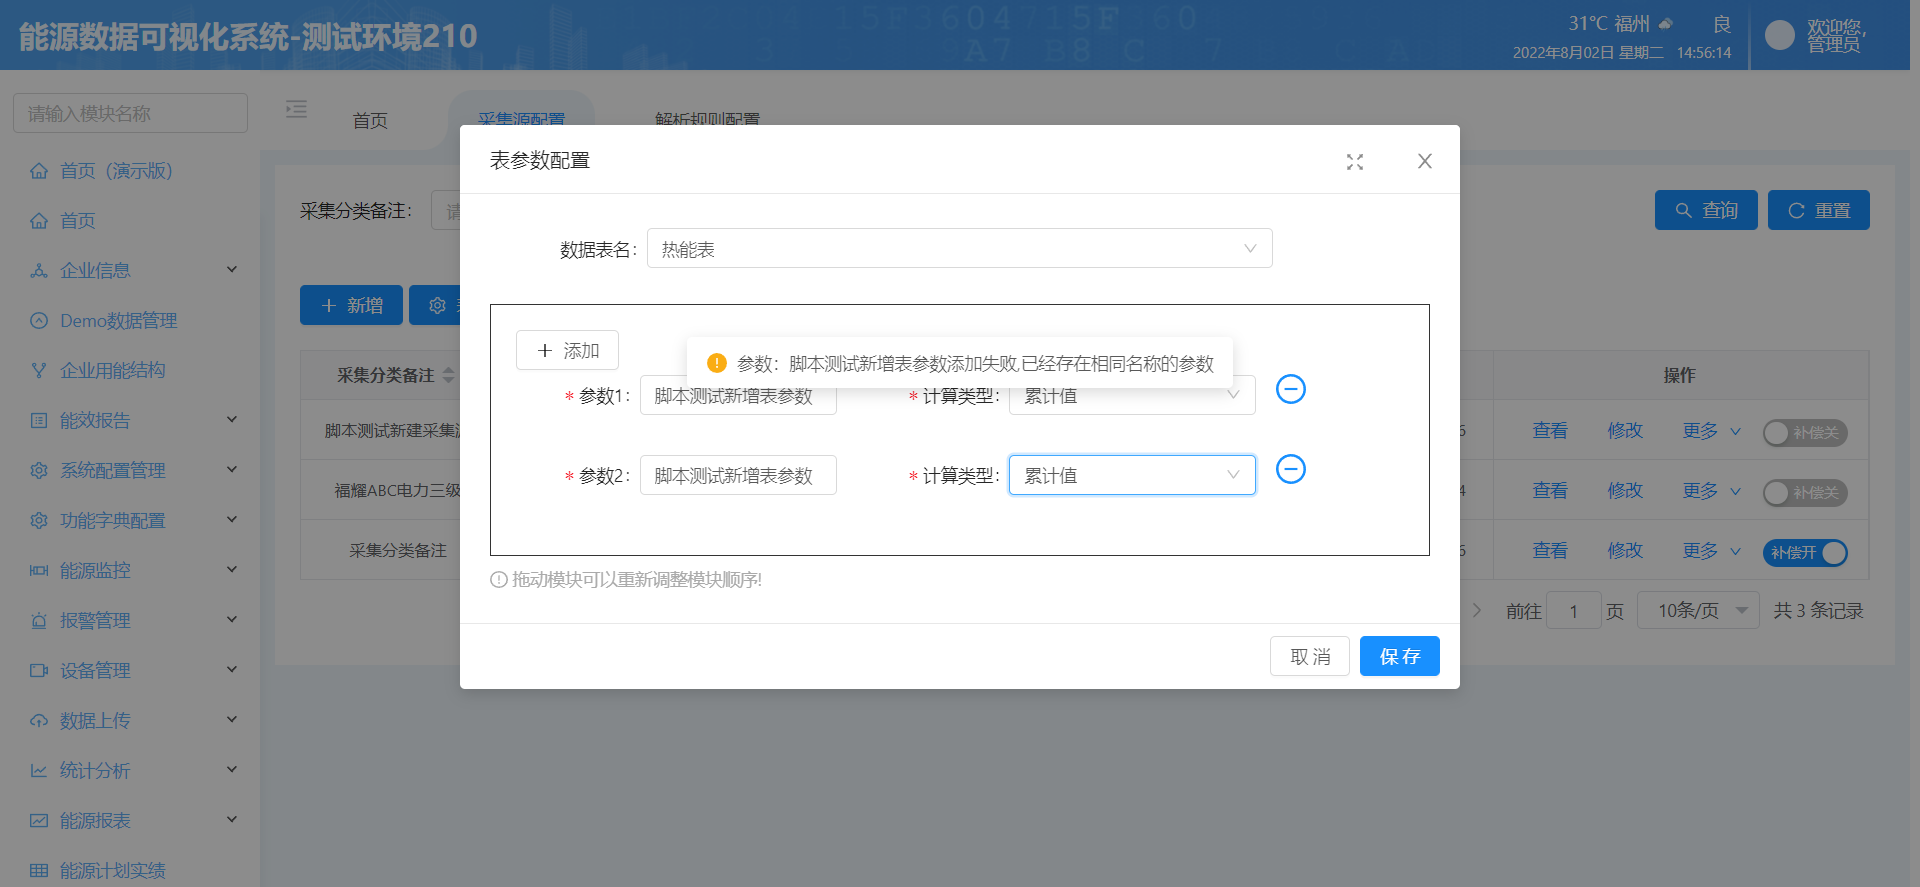 能源数据可视化系统-测试环境210
31℃ 福州 良
2022年8月02日 星期二 14:56:14
欢迎您,
管理员
请输入模块名称
首页
采集源配置
解析规则配置
首页（演示版）
首页
企业信息
Demo数据管理
企业用能结构
能效报告
系统配置管理
功能字典配置
能源监控
报警管理
设备管理
数据上传
统计分析
能源报表
能源计划实绩
采集分类备注:
查询
重置
新增
采集分类备注
操作
脚本测试新建采集
查看 修改 更多 补偿关
福耀ABC电力三级
查看 修改 更多 补偿关
采集分类备注
查看 修改 更多 补偿开
前往 1 页 10条/页 共 3 条记录
表参数配置
数据表名: 热能表
添加
参数：脚本测试新增表参数添加失败,已经存在相同名称的参数
* 参数1: 脚本测试新增表参数 * 计算类型: 累计值
* 参数2: 脚本测试新增表参数 * 计算类型: 累计值
拖动模块可以重新调整模块顺序!
取消
保存